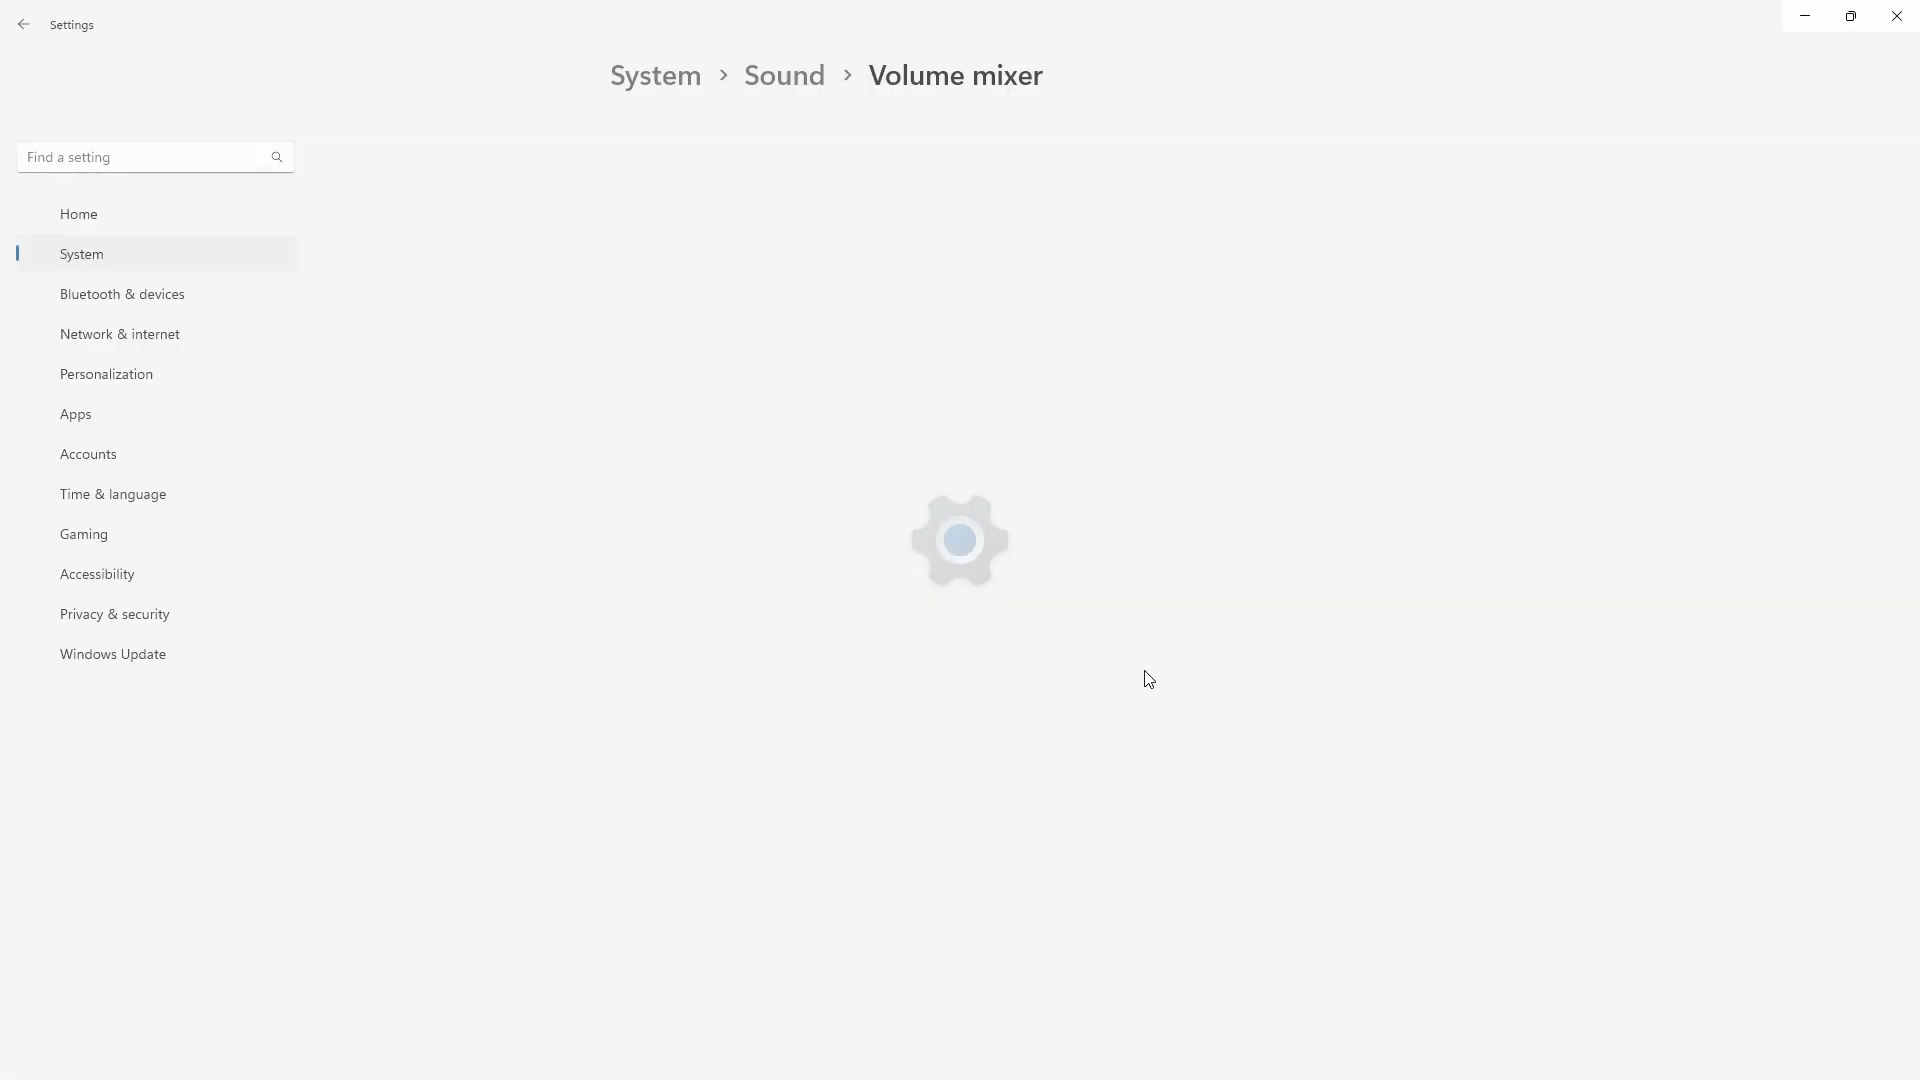 Settings
System > Sound > Volume mixer
Find a setting
Home
System
Bluetooth & devices
Network & internet
Personalization
Apps
Accounts
Time & language
Gaming
Accessibility
Privacy & security
Windows Update